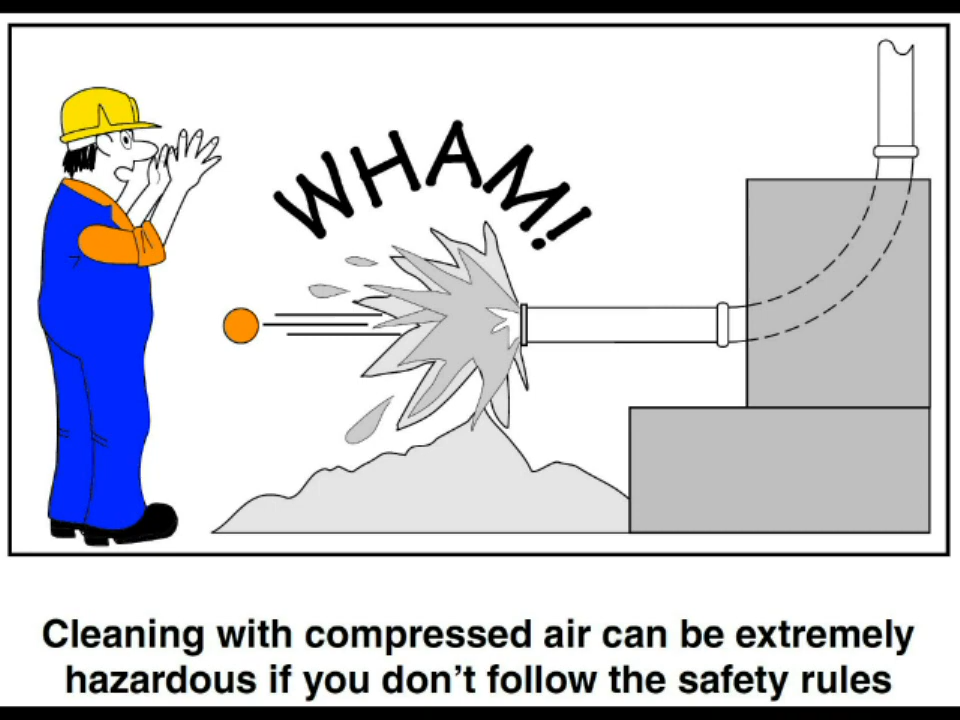 WHAM!
Cleaning with compressed air can be extremely
hazardous if you don't follow the safety rules